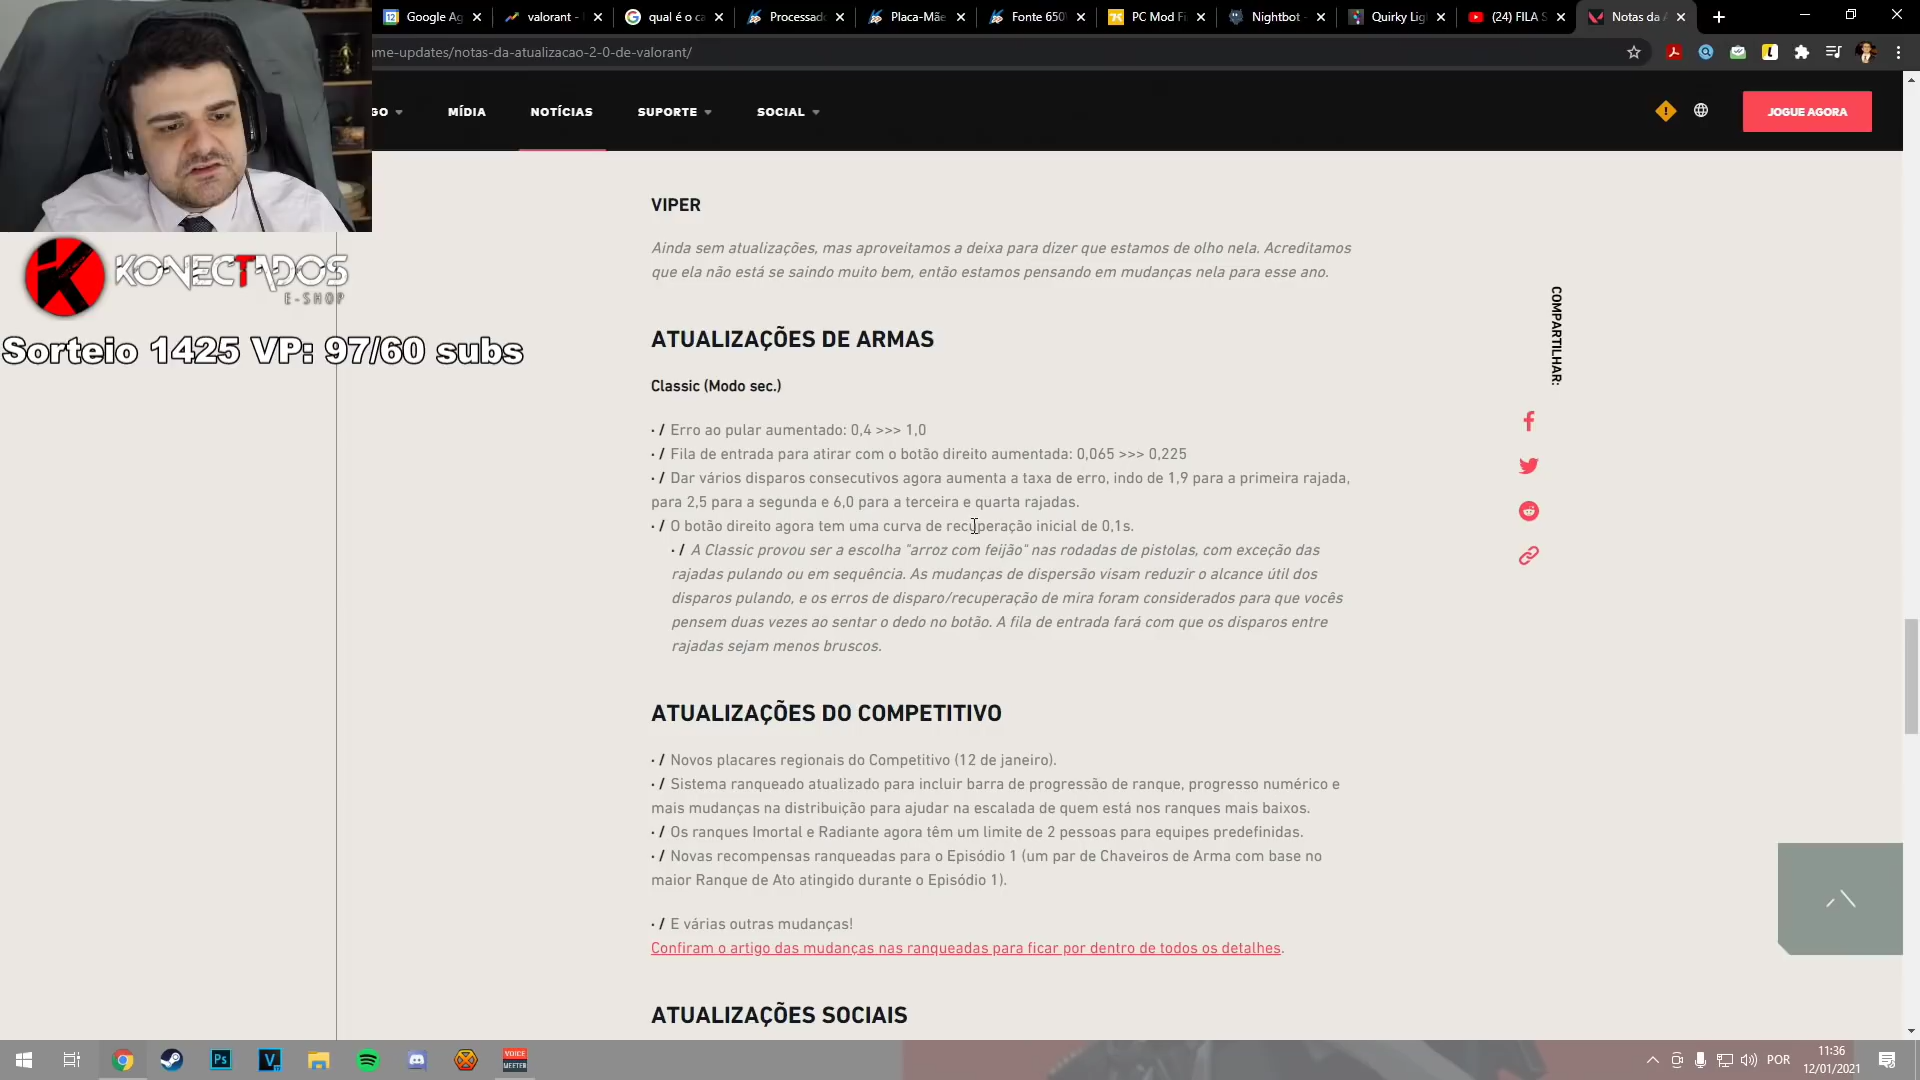 Google Ag
valorant -
qual é o ca
Processado
Placa-Mãe
Fonte 650
PC Mod Fi
Nightbot -
Quirky Lig
(24) FILA S
Notas da A
me-updates/notas-da-atualizacao-2-0-de-valorant/
GO
MÍDIA
NOTÍCIAS
SUPORTE
SOCIAL
JOGUE AGORA
KONECTADOS
E-SHOP
Sorteio 1425 VP: 97/60 subs
VIPER
Ainda sem atualizações, mas aproveitamos a deixa para dizer que estamos de olho nela. Acreditamos
que ela não está se saindo muito bem, então estamos pensando em mudanças nela para esse ano.
COMPARTILHAR:
ATUALIZAÇÕES DE ARMAS
Classic (Modo sec.)
· / Erro ao pular aumentado: 0,4 >>> 1,0
· / Fila de entrada para atirar com o botão direito aumentada: 0,065 >>> 0,225
· / Dar vários disparos consecutivos agora aumenta a taxa de erro, indo de 1,9 para a primeira rajada,
para 2,5 para a segunda e 6,0 para a terceira e quarta rajadas.
· / O botão direito agora tem uma curva de recuperação inicial de 0,1s.
· / A Classic provou ser a escolha "arroz com feijão" nas rodadas de pistolas, com exceção das
rajadas pulando ou em sequência. As mudanças de dispersão visam reduzir o alcance útil dos
disparos pulando, e os erros de disparo/recuperação de mira foram considerados para que vocês
pensem duas vezes ao sentar o dedo no botão. A fila de entrada fará com que os disparos entre
rajadas sejam menos bruscos.
ATUALIZAÇÕES DO COMPETITIVO
· / Novos placares regionais do Competitivo (12 de janeiro).
· / Sistema ranqueado atualizado para incluir barra de progressão de ranque, progresso numérico e
mais mudanças na distribuição para ajudar na escalada de quem está nos ranques mais baixos.
· / Os ranques Imortal e Radiante agora têm um limite de 2 pessoas para equipes predefinidas.
· / Novas recompensas ranqueadas para o Episódio 1 (um par de Chaveiros de Arma com base no
maior Ranque de Ato atingido durante o Episódio 1).
· / E várias outras mudanças!
Confiram o artigo das mudanças nas ranqueadas para ficar por dentro de todos os detalhes.
ATUALIZAÇÕES SOCIAIS
Ps
V
VOICE
MEETER
POR
11:36
12/01/2021